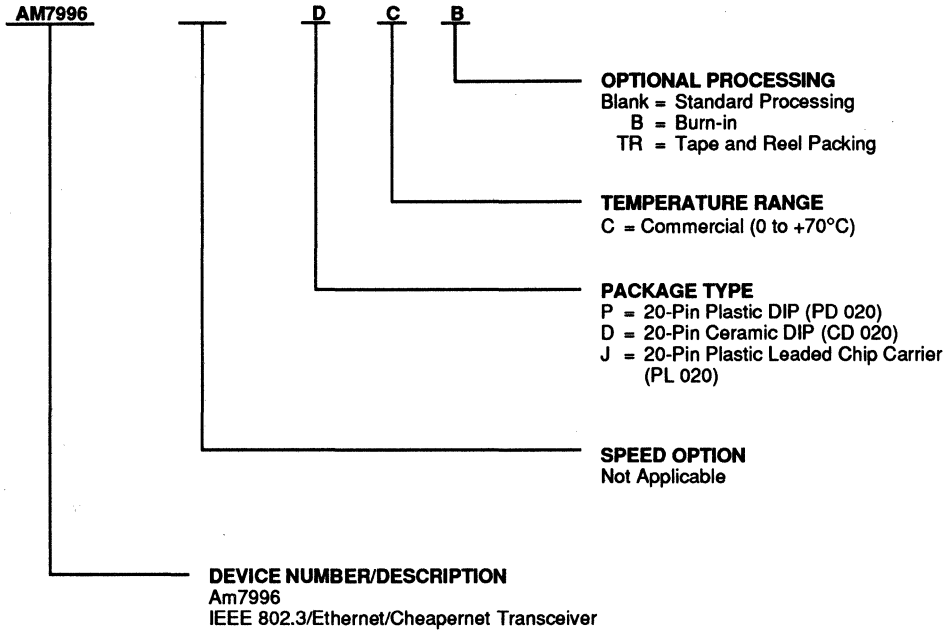 AM7996 D C B
OPTIONAL PROCESSING
Blank = Standard Processing
B = Burn-in
TR = Tape and Reel Packing
TEMPERATURE RANGE
C = Commercial (0 to +70°C)
PACKAGE TYPE
P = 20-Pin Plastic DIP (PD 020)
D = 20-Pin Ceramic DIP (CD 020)
J = 20-Pin Plastic Leaded Chip Carrier
(PL 020)
SPEED OPTION
Not Applicable
DEVICE NUMBER/DESCRIPTION
Am7996
IEEE 802.3/Ethernet/Cheapernet Transceiver